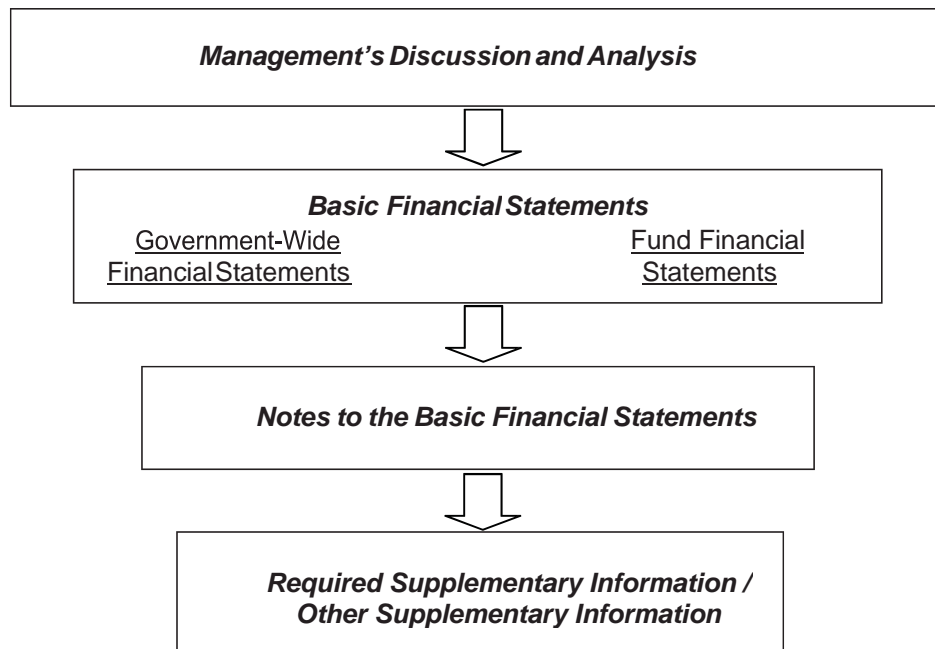 Management's Discussion and Analysis
Basic Financial Statements
Government-Wide
Financial Statements
Fund Financial
Statements
Notes to the Basic Financial Statements
Required Supplementary Information /
Other Supplementary Information